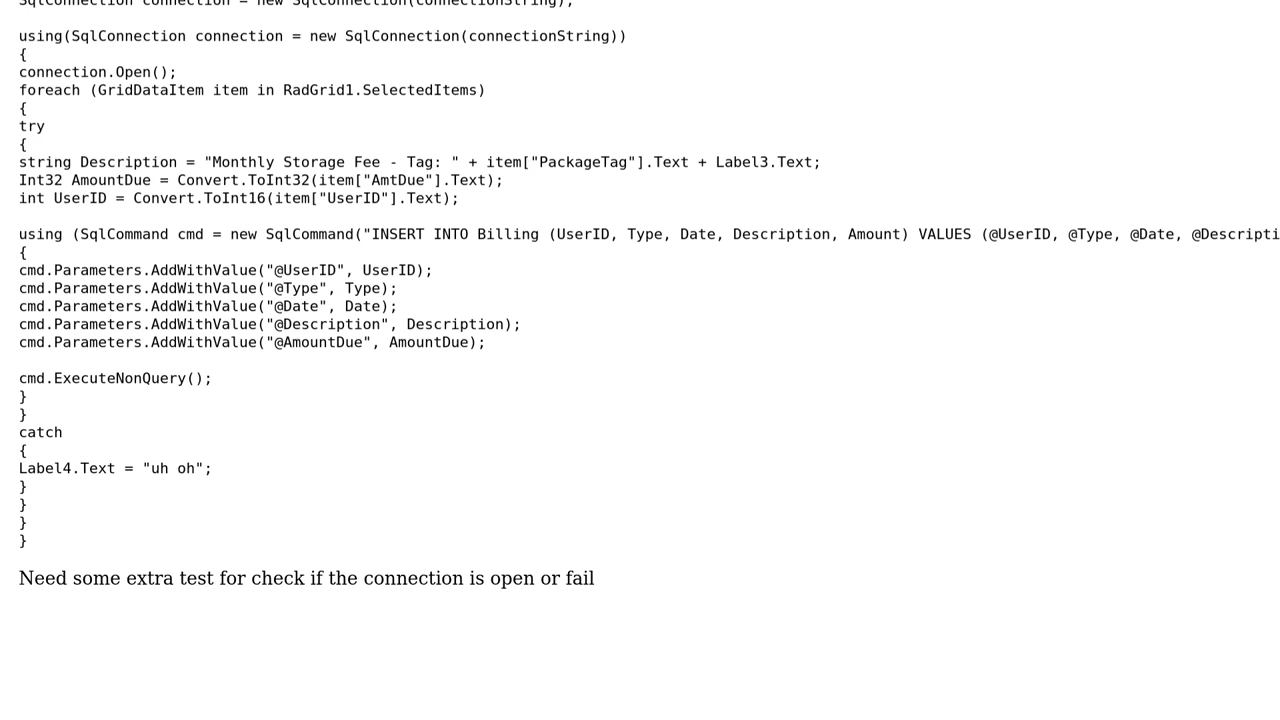 SqlConnection connection = new SqlConnection(connectionString);
using(SqlConnection connection = new SqlConnection(connectionString))
{
connection.Open();
foreach (GridDataItem item in RadGrid1.SelectedItems)
{
try
{
string Description = "Monthly Storage Fee - Tag: " + item["PackageTag"].Text + Label3.Text;
Int32 AmountDue = Convert.ToInt32(item["AmtDue"].Text);
int UserID = Convert.ToInt16(item["UserID"].Text);
using (SqlCommand cmd = new SqlCommand("INSERT INTO Billing (UserID, Type, Date, Description, Amount) VALUES (@UserID, @Type, @Date, @Descripti
{
cmd.Parameters.AddWithValue("@UserID", UserID);
cmd.Parameters.AddWithValue("@Type", Type);
cmd.Parameters.AddWithValue("@Date", Date);
cmd.Parameters.AddWithValue("@Description", Description);
cmd.Parameters.AddWithValue("@AmountDue", AmountDue);
cmd.ExecuteNonQuery();
}
}
catch
{
Label4.Text = "uh oh";
}
}
}
}
Need some extra test for check if the connection is open or fail